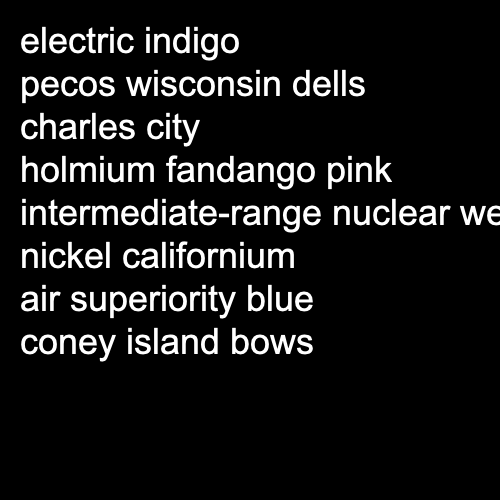 electric indigo
pecos wisconsin dells
charles city
holmium fandango pink
intermediate-range nuclear
nickel californium
air superiority blue
coney island bows